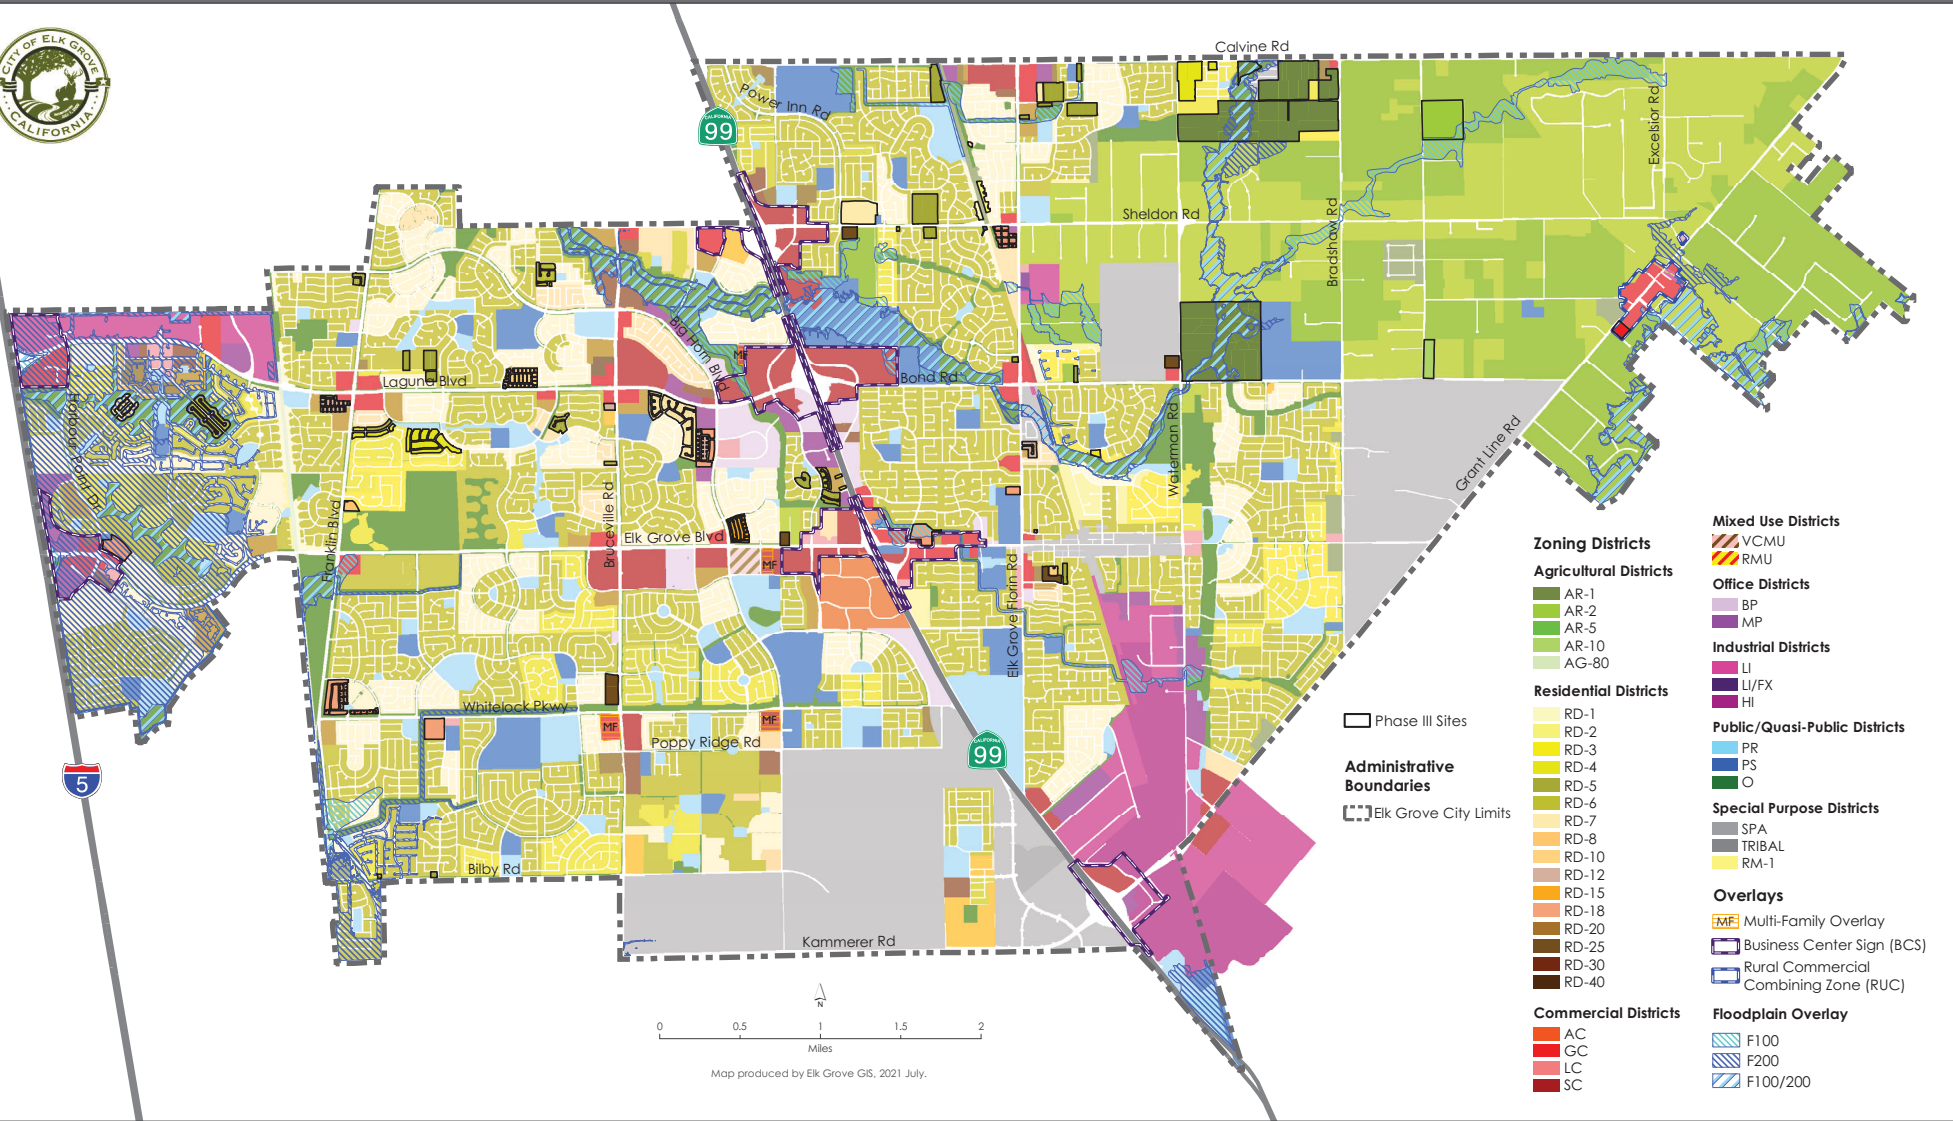 CITY OF ELK GROVE
CALIFORNIA
Calvine Rd
Power Inn Rd
CALIFORNIA
99
Excelsior Rd
Sheldon Rd
Bradshaw Rd
Big Horn Blvd
MF
Laguna Blvd
Bond Rd
Harbour Point Dr
Waterman Rd
Grant Line Rd
Franklin Blvd
Bruceville Rd
Elk Grove Blvd
MF
Elk Grove Florin Rd
Whitelock Pkwy
MF
MF
Poppy Ridge Rd
CALIFORNIA
99
5
Bilby Rd
Kammerer Rd
N
0 0.5 1 1.5 2
Miles
Map produced by Elk Grove GIS, 2021 July.
Phase III Sites
Administrative
Boundaries
Elk Grove City Limits
Zoning Districts
Agricultural Districts
AR-1
AR-2
AR-5
AR-10
AG-80
Residential Districts
RD-1
RD-2
RD-3
RD-4
RD-5
RD-6
RD-7
RD-8
RD-10
RD-12
RD-15
RD-18
RD-20
RD-25
RD-30
RD-40
Commercial Districts
AC
GC
LC
SC
Mixed Use Districts
VCMU
RMU
Office Districts
BP
MP
Industrial Districts
LI
LI/FX
HI
Public/Quasi-Public Districts
PR
PS
O
Special Purpose Districts
SPA
TRIBAL
RM-1
Overlays
MF Multi-Family Overlay
Business Center Sign (BCS)
Rural Commercial
Combining Zone (RUC)
Floodplain Overlay
F100
F200
F100/200